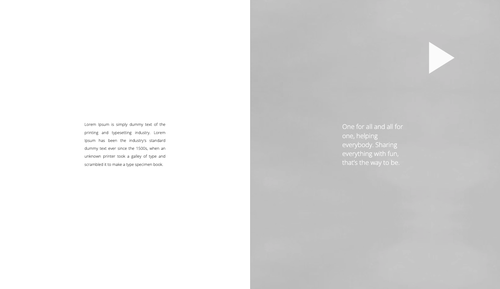 Lorem Ipsum is simply dummy text of the
printing and typesetting industry. Lorem
Ipsum has been the industry's standard
dummy text ever since the 1500s, when an
unknown printer took a galley of type and
scrambled it to make a type specimen book.
One for all and all for
one, helping
everybody. Sharing
everything with fun,
that's the way to be.